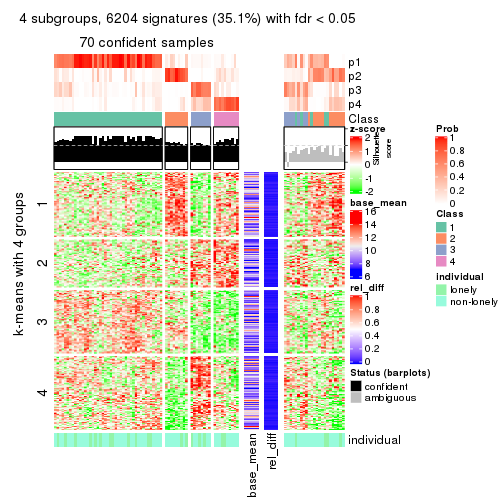 4 subgroups, 6204 signatures (35.1%) with fdr < 0.05
70 confident samples
p1
p2
p3
p4
Class
Silhouette
score
k-means with 4 groups
1
2
3
4
individual
base_mean
rel_diff
z-score
2
1
0
-1
-2
base_mean
16
14
12
10
8
6
rel_diff
1
0.8
0.6
0.4
0.2
0
Status (barplots)
confident
ambiguous
Prob
1
0.8
0.6
0.4
0.2
0
Class
1
2
3
4
individual
lonely
non-lonely